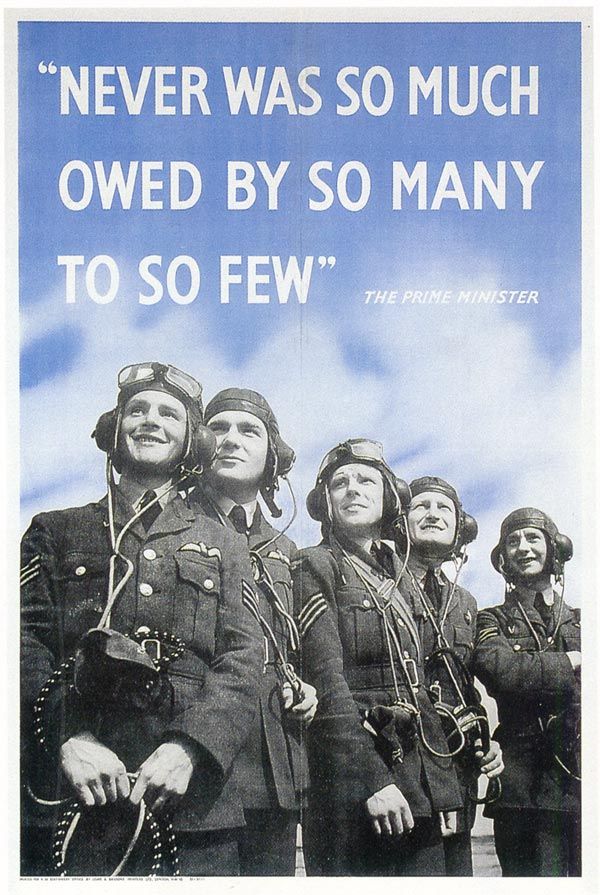 “NEVER WAS SO MUCH
OWED BY SO MANY
TO SO FEW”
THE PRIME MINISTER